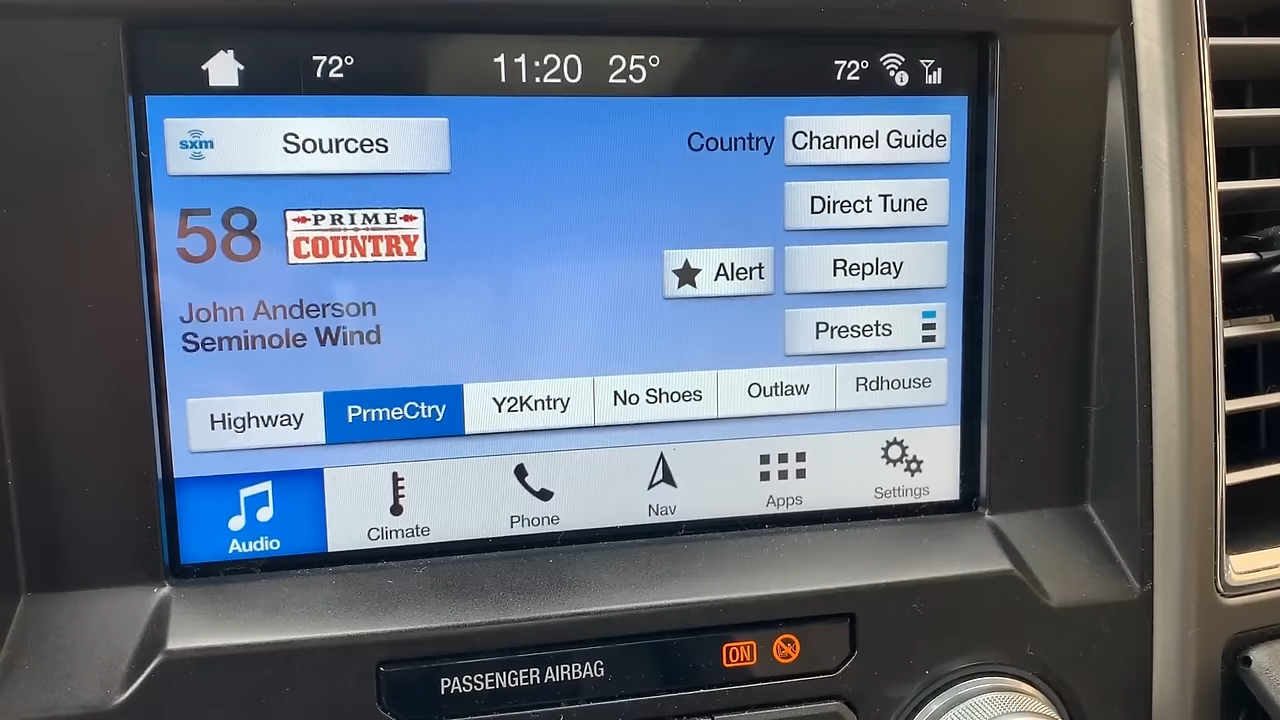 72° 11:20 25° 72°
sxm Sources
Country Channel Guide
58 PRIME COUNTRY
Direct Tune
Alert Replay
John Anderson
Seminole Wind
Presets
Highway PrmeCtry Y2Kntry No Shoes Outlaw Rdhouse
Audio Climate Phone Nav Apps Settings
PASSENGER AIRBAG ON